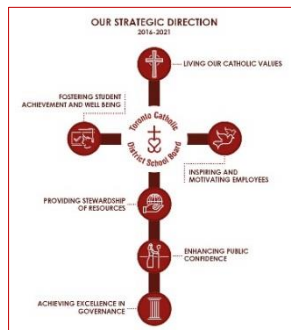 OUR STRATEGIC DIRECTION
2016-2021
LIVING OUR CATHOLIC VALUES
FOSTERING STUDENT
ACHIEVEMENT AND WELL BEING
Toronto Catholic
District School Board
INSPIRING AND
MOTIVATING EMPLOYEES
PROVIDING STEWARDSHIP
OF RESOURCES
ENHANCING PUBLIC
CONFIDENCE
ACHIEVING EXCELLENCE IN
GOVERNANCE